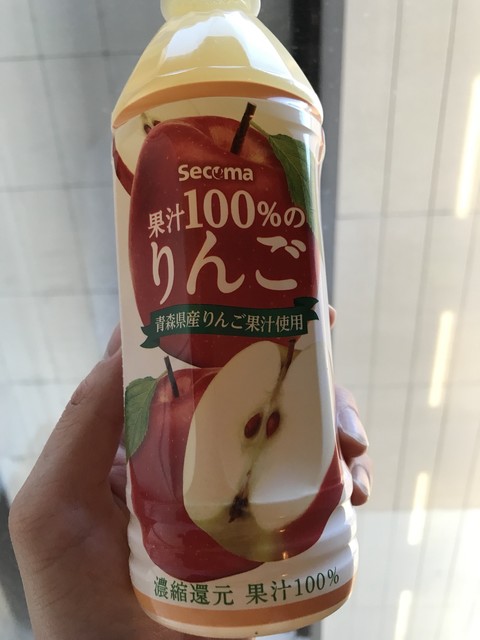 Secoma
果汁100%の
りんご
青森県産りんご果汁使用
濃縮還元 果汁100%